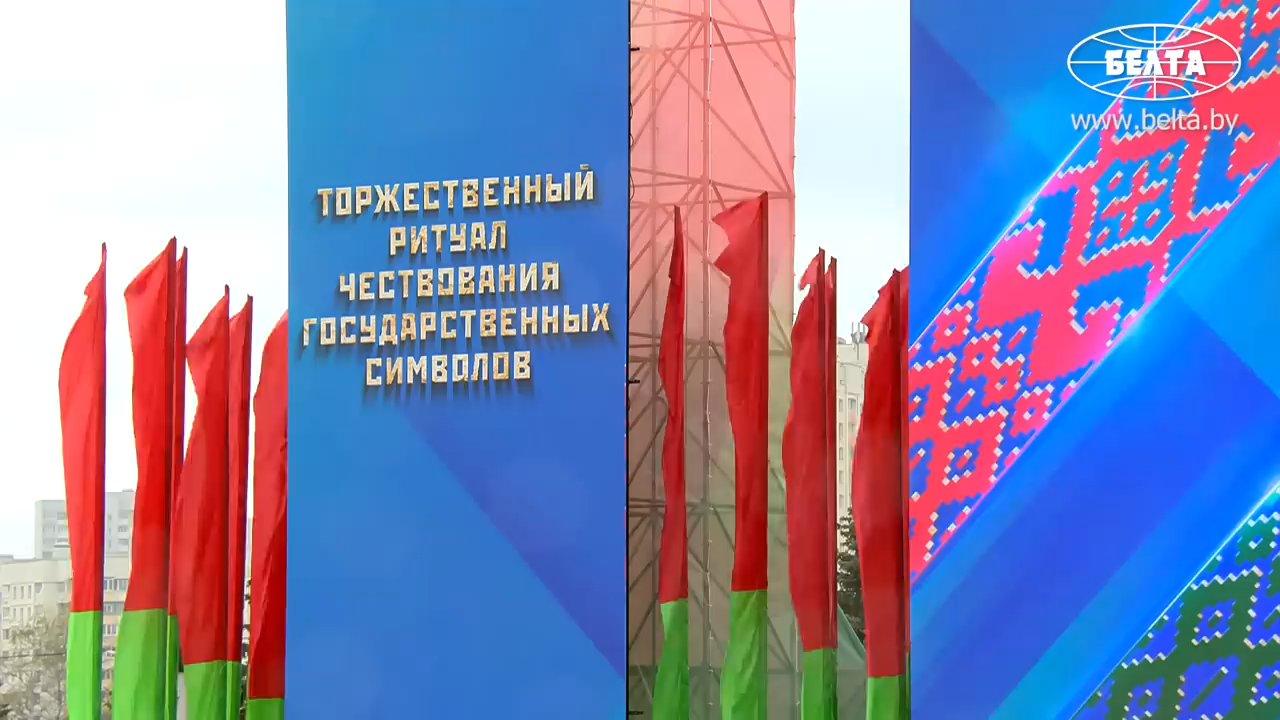 БЕЛТА
www.belta.by
ТОРЖЕСТВЕННЫЙ
РИТУАЛ
ЧЕСТВОВАНИЯ
ГОСУДАРСТВЕННЫХ
СИМВОЛОВ